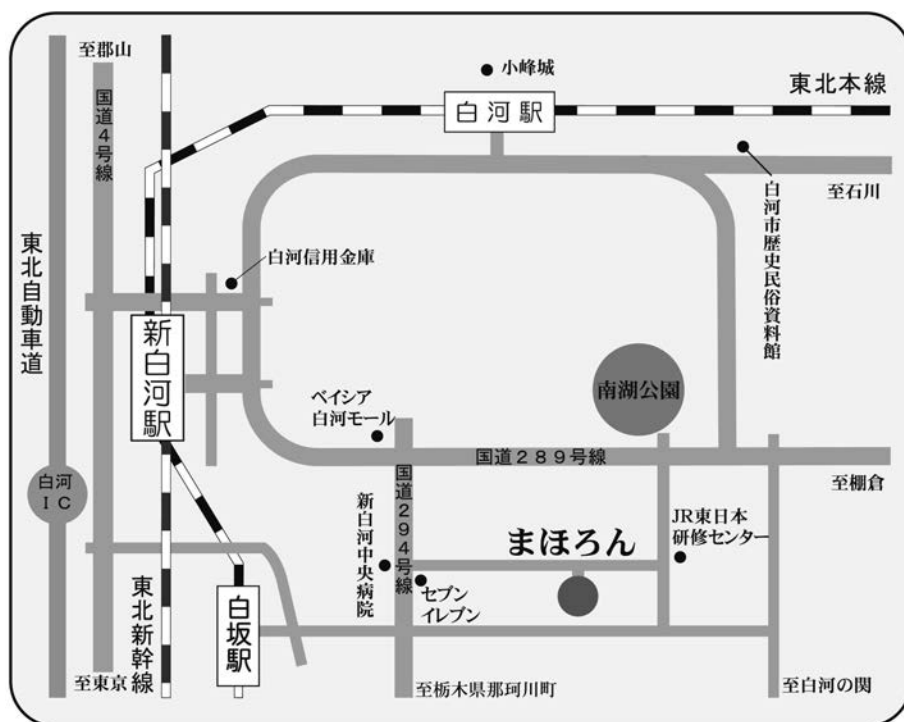 至郡山
小峰城
東北本線
白河駅
国道4号線
至石川
白河市歴史民俗資料館
東北自動車道
白河信用金庫
新白河駅
南湖公園
ベイシア
白河モール
国道289号線
白河
IC
至棚倉
国道294号線
新白河中央病院
JR東日本
研修センター
まほろん
セブン
イレブン
東北新幹線
白坂駅
至東京
至栃木県那珂川町
至白河の関